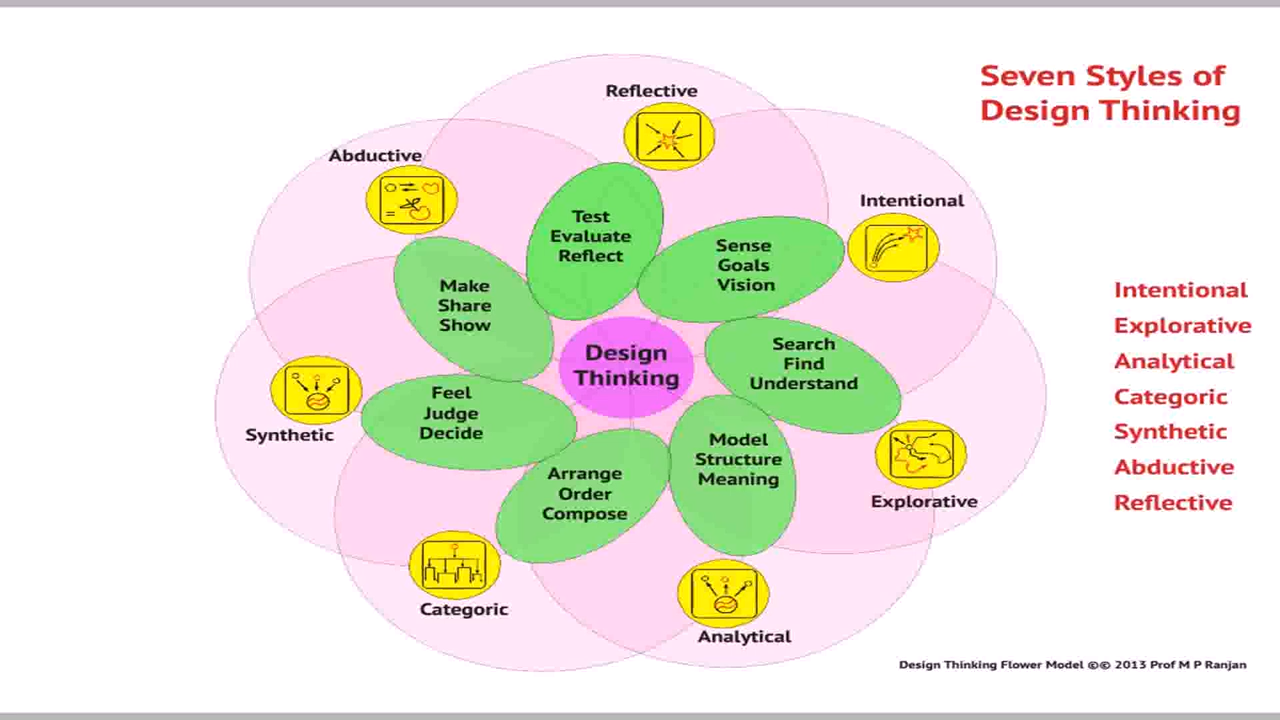 Seven Styles of
Design Thinking
Reflective
Abductive
Intentional
Test
Evaluate
Reflect
Sense
Goals
Vision
Make
Share
Show
Search
Find
Understand
Design
Thinking
Feel
Judge
Decide
Synthetic
Model
Structure
Meaning
Arrange
Order
Compose
Explorative
Categoric
Analytical
Intentional
Explorative
Analytical
Categoric
Synthetic
Abductive
Reflective
=
Design Thinking Flower Model ©© 2013 Prof M P Ranjan